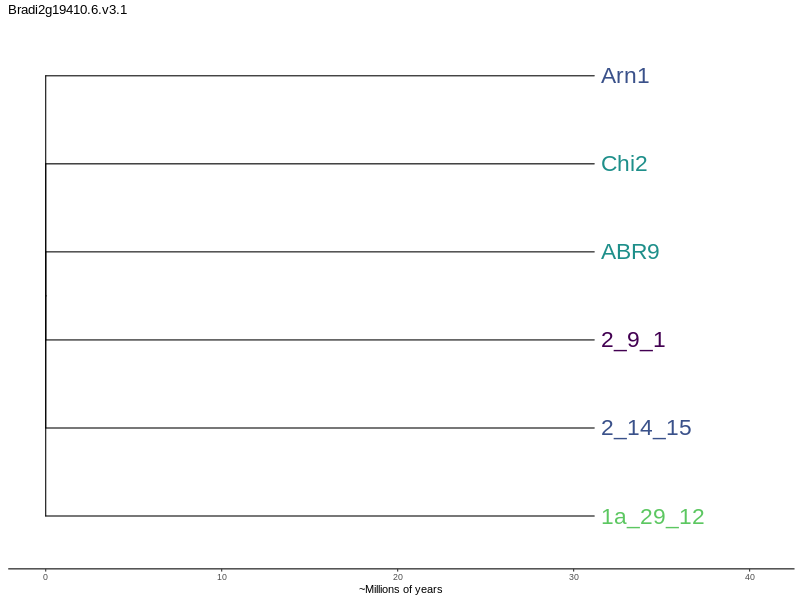 Bradi2g19410.6.v3.1
Arn1
Chi2
ABR9
2_9_1
2_14_15
1a_29_12
0 10 20 30 40
~Millions of years